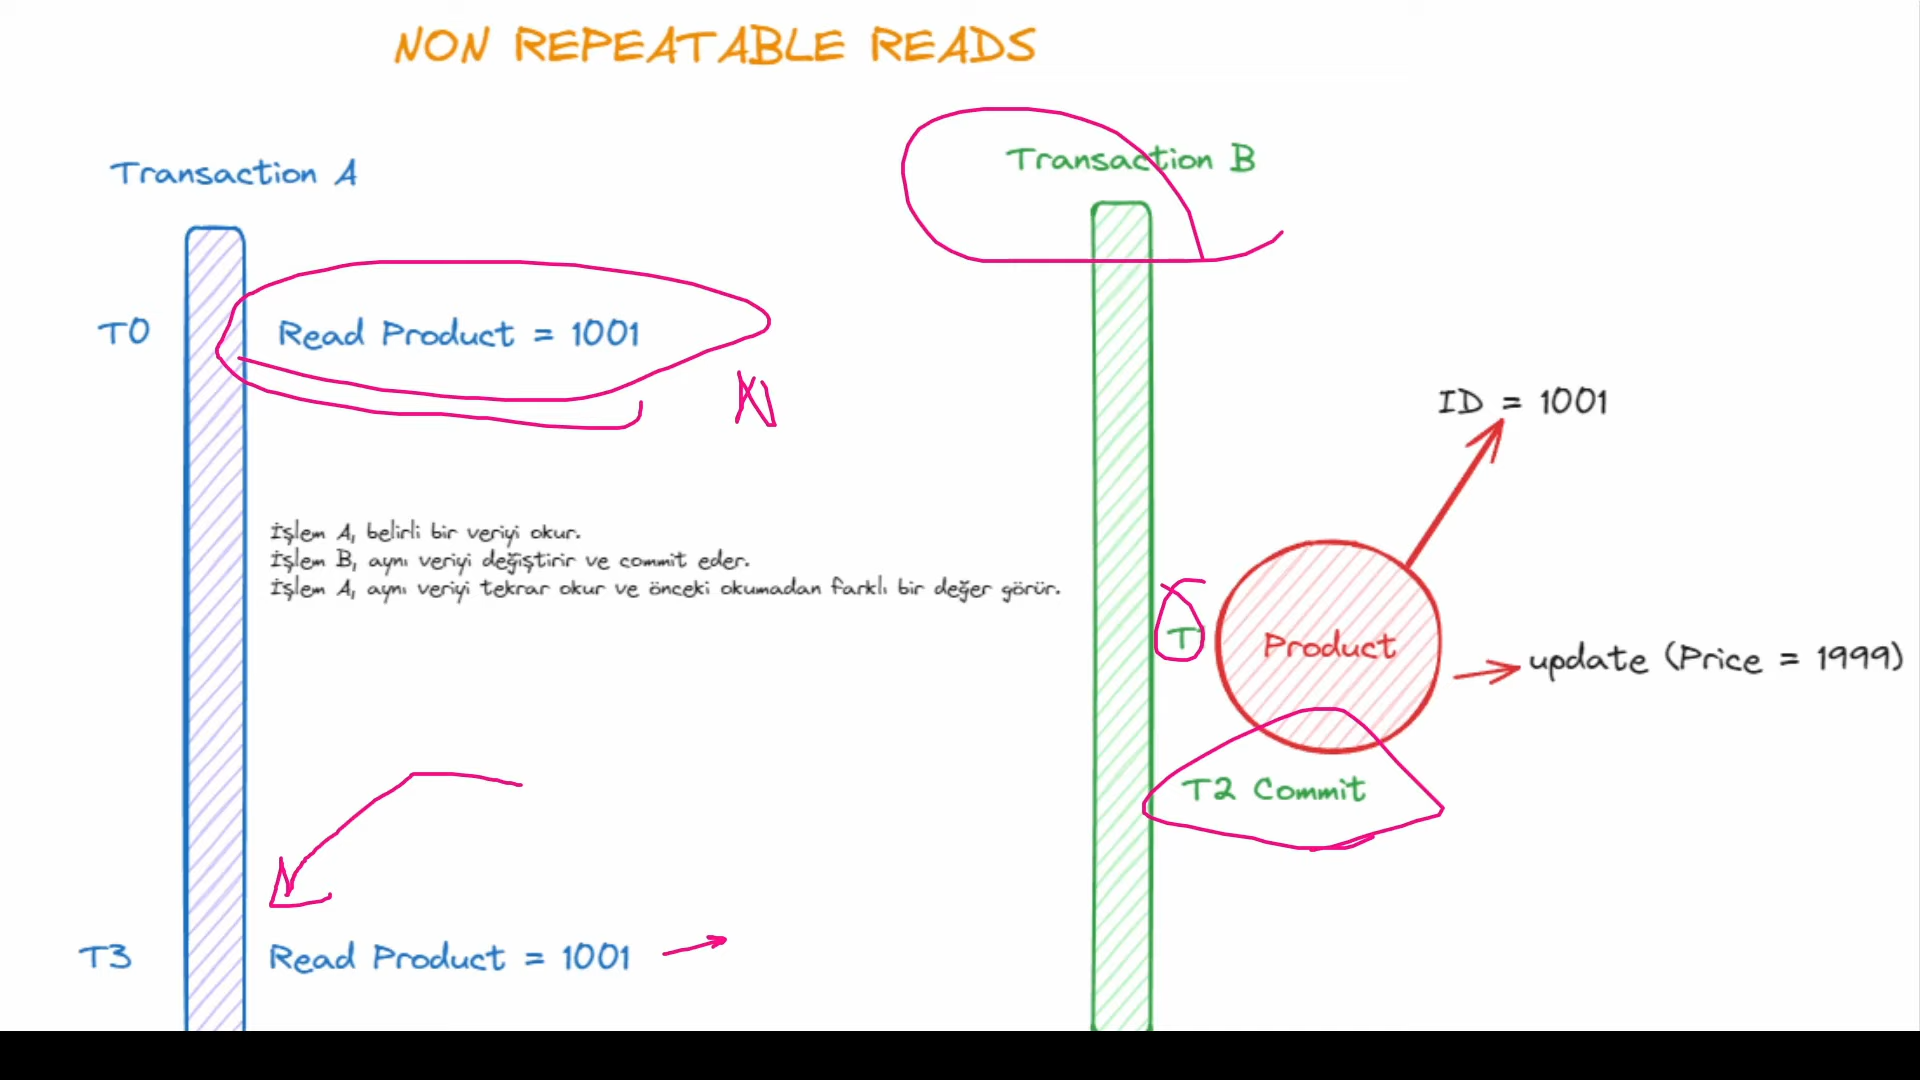 NON REPEATABLE READS
Transaction A
Transaction B
T0
Read Product = 1001
ID = 1001
İşlem A, belirli bir veriyi okur.
İşlem B, aynı veriyi değiştirir ve commit eder.
İşlem A, aynı veriyi tekrar okur ve önceki okumadan farklı bir değer görür.
T
Product
update (Price = 1999)
T2 Commit
T3
Read Product = 1001